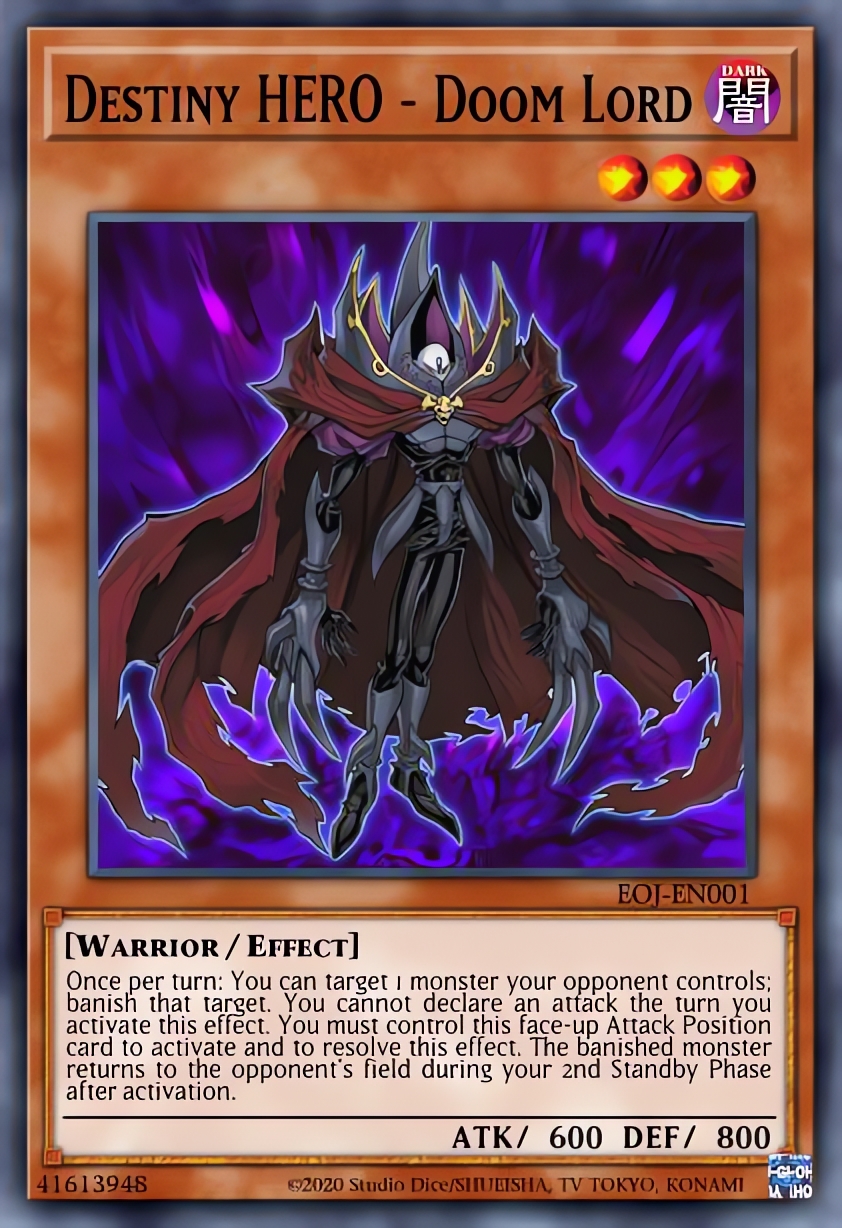 Destiny HERO - Doom Lord
DARK
闇
EOJ-EN001
[Warrior / Effect]
Once per turn: You can target 1 monster your opponent controls;
banish that target. You cannot declare an attack the turn you
activate this effect. You must control this face-up Attack Position
card to activate and to resolve this effect. The banished monster
returns to the opponent's field during your 2nd Standby Phase
after activation.
ATK/ 600 DEF/ 800
41613948
©2020 Studio Dice/SHUEISHA, TV TOKYO, KONAMI